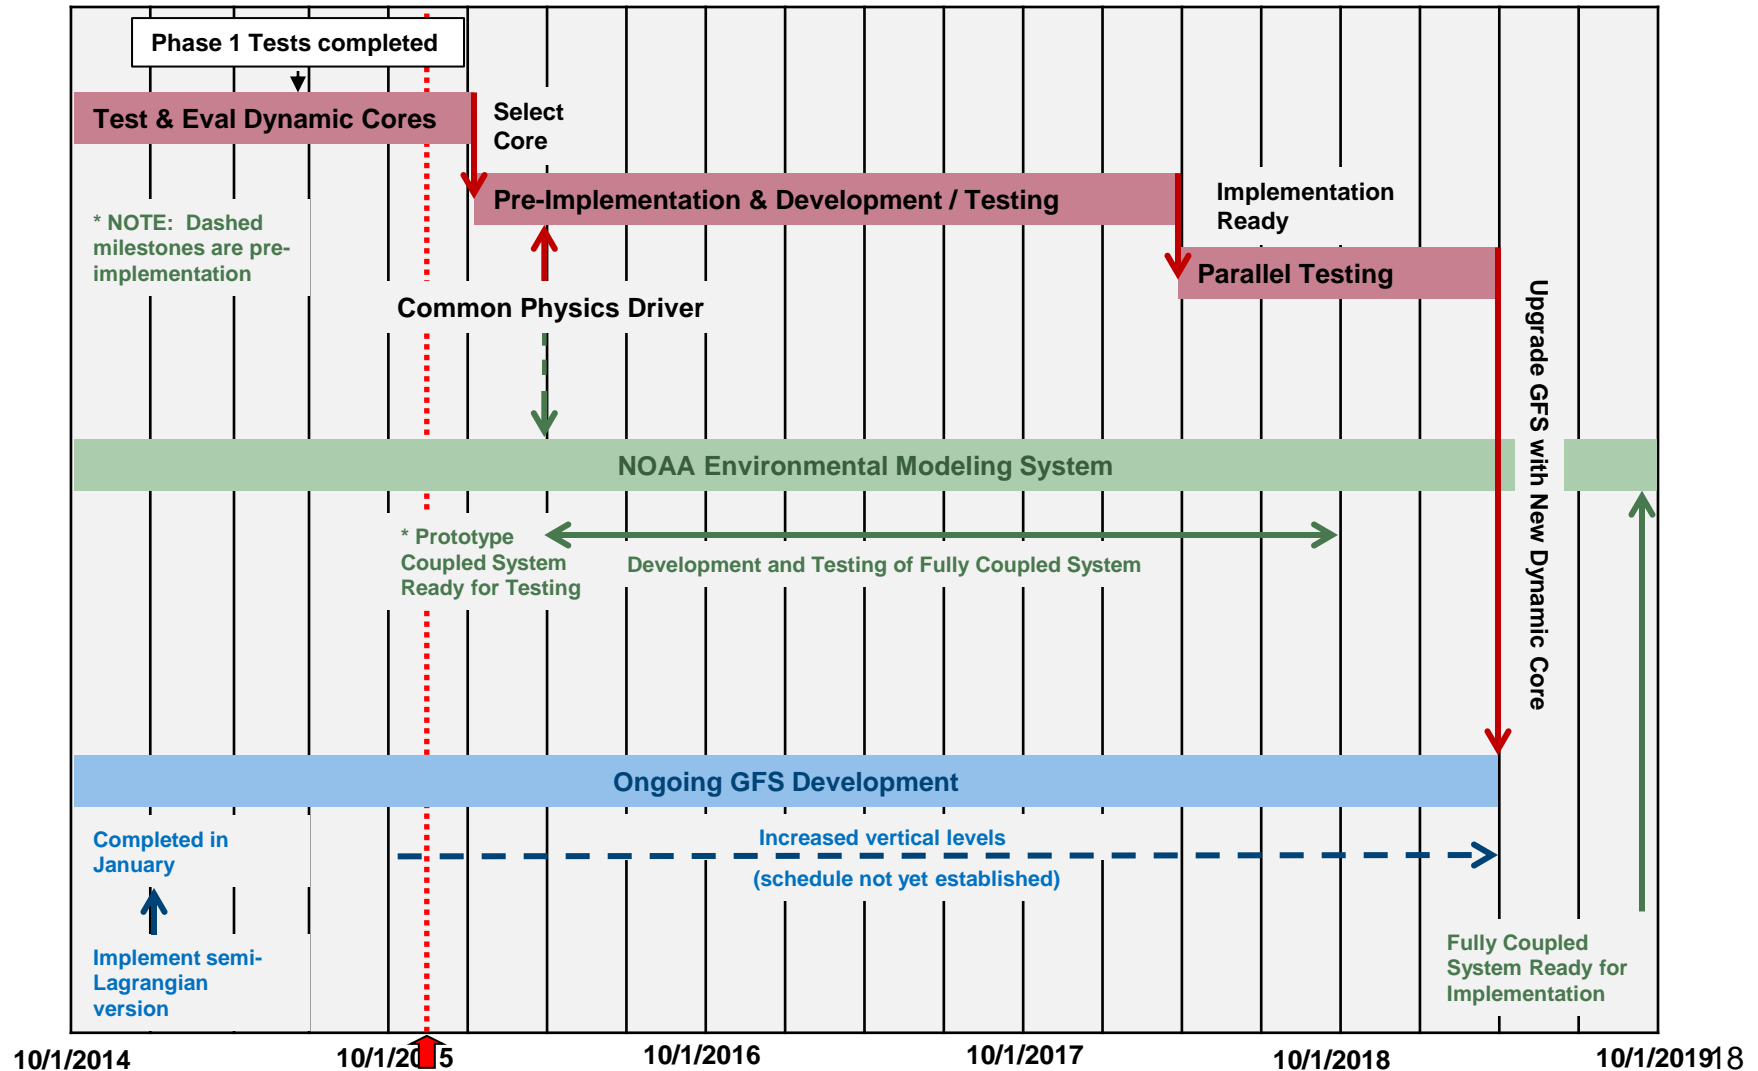 Phase 1 Tests completed
Test & Eval Dynamic Cores
Select
Core
Pre-Implementation & Development / Testing
Implementation
Ready
* NOTE:  Dashed
milestones are pre-
implementation
Parallel Testing
Common Physics Driver
Upgrade GFS with New Dynamic Core
NOAA Environmental Modeling System
* Prototype
Coupled System
Ready for Testing
Development and Testing of Fully Coupled System
Ongoing GFS Development
Completed in
January
Increased vertical levels
(schedule not yet established)
Implement semi-
Lagrangian
version
Fully Coupled
System Ready for
Implementation
10/1/2014
10/1/2015
10/1/2016
10/1/2017
10/1/2018
10/1/2019
18